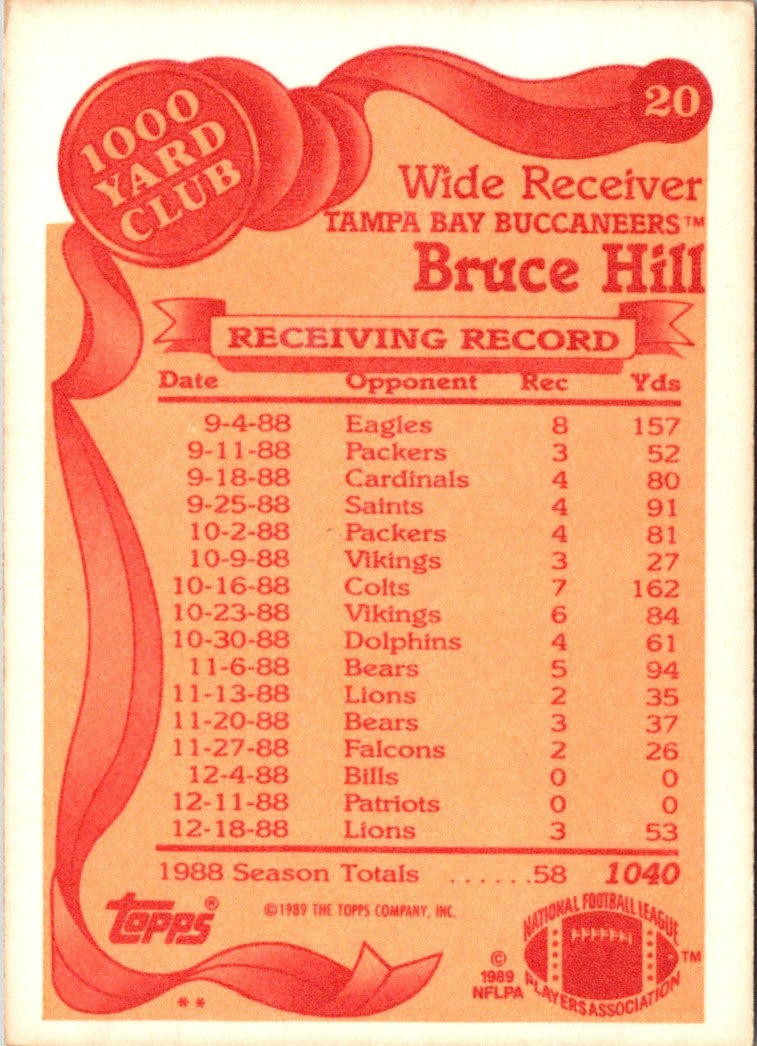 1000
YARD
CLUB
20
Wide Receiver
TAMPA BAY BUCCANEERS™
Bruce Hill
RECEIVING RECORD
Date Opponent Rec Yds
9-4-88 Eagles 8 157
9-11-88 Packers 3 52
9-18-88 Cardinals 4 80
9-25-88 Saints 4 91
10-2-88 Packers 4 81
10-9-88 Vikings 3 27
10-16-88 Colts 7 162
10-23-88 Vikings 6 84
10-30-88 Dolphins 4 61
11-6-88 Bears 5 94
11-13-88 Lions 2 35
11-20-88 Bears 3 37
11-27-88 Falcons 2 26
12-4-88 Bills 0 0
12-11-88 Patriots 0 0
12-18-88 Lions 3 53
1988 Season Totals ......58 1040
Topps®
©1989 THE TOPPS COMPANY, INC.
**
©
1989
NFLPA
NATIONAL FOOTBALL LEAGUE
PLAYERS ASSOCIATION
™